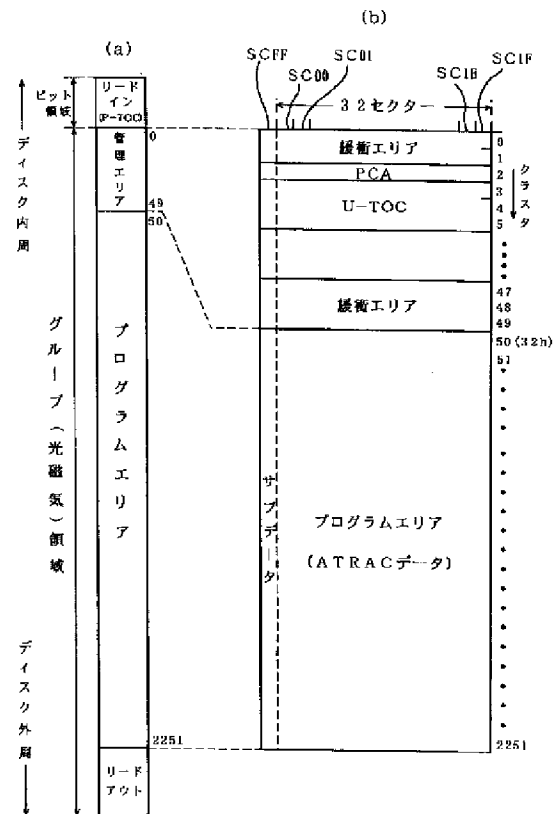 (b)
(a)
SCFF
SC00
SC01
SC1E
SC1F
32セクター
ピット
領域
リード
イン
(P-TOC)
ディスク内周
管理エリア
0
49
50
緩衝エリア
0
1
PCA
2
クラスタ
U-TOC
3
4
5
緩衝エリア
47
48
49
50(32h)
51
グルーブ(光磁気)領域
プログラムエリア
サブデータ
プログラムエリア
(ATRACデータ)
ディスク外周
2251
2251
リード
アウト